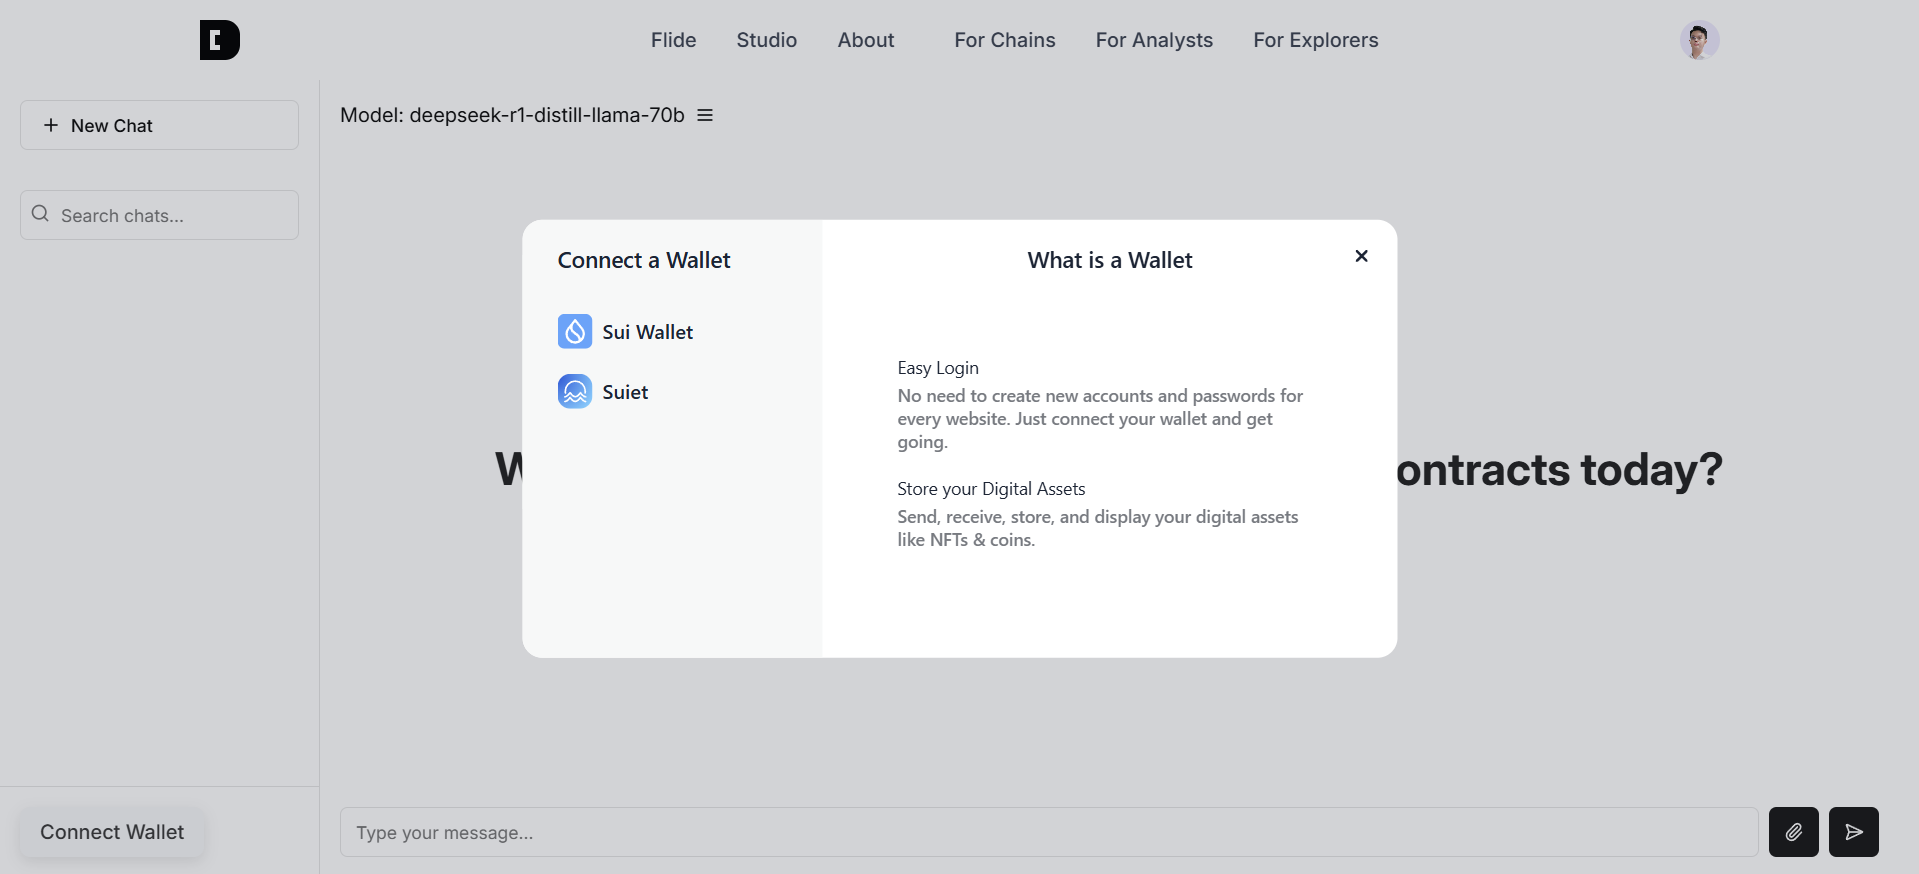 Flide
Studio
About
For Chains
For Analysts
For Explorers
New Chat
Search chats...
Model: deepseek-r1-distill-llama-70b
Connect a Wallet
Sui Wallet
Suiet
What is a Wallet
Easy Login
No need to create new accounts and passwords for
every website. Just connect your wallet and get
going.
Store your Digital Assets
Send, receive, store, and display your digital assets
like NFTs & coins.
today?
Connect Wallet
Type your message...